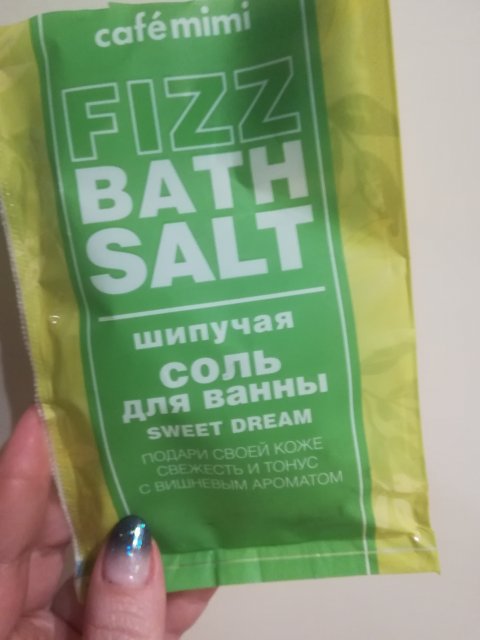 café mimi
FIZZ
BATH
SALT
шипучая
соль
для ванны
SWEET DREAM
ПОДАРИ СВОЕЙ КОЖЕ
СВЕЖЕСТЬ И ТОНУС
С ВИШНЕВЫМ АРОМАТОМ